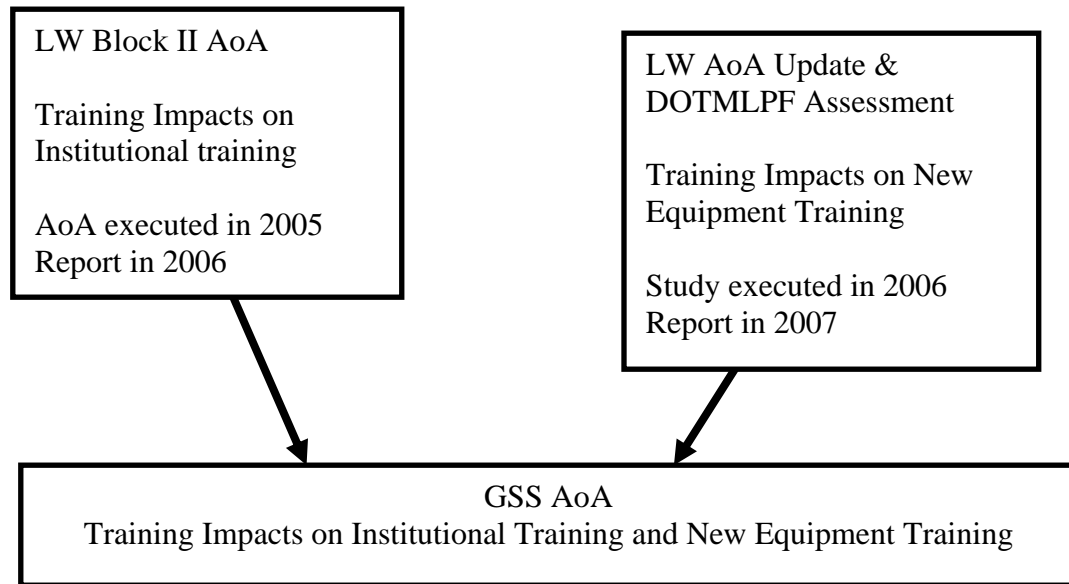 LW Block II AoA
Training Impacts on
Institutional training
AoA executed in 2005
Report in 2006
LW AoA Update &
DOTMLPF Assessment
Training Impacts on New
Equipment Training
Study executed in 2006
Report in 2007
GSS AoA
Training Impacts on Institutional Training and New Equipment Training